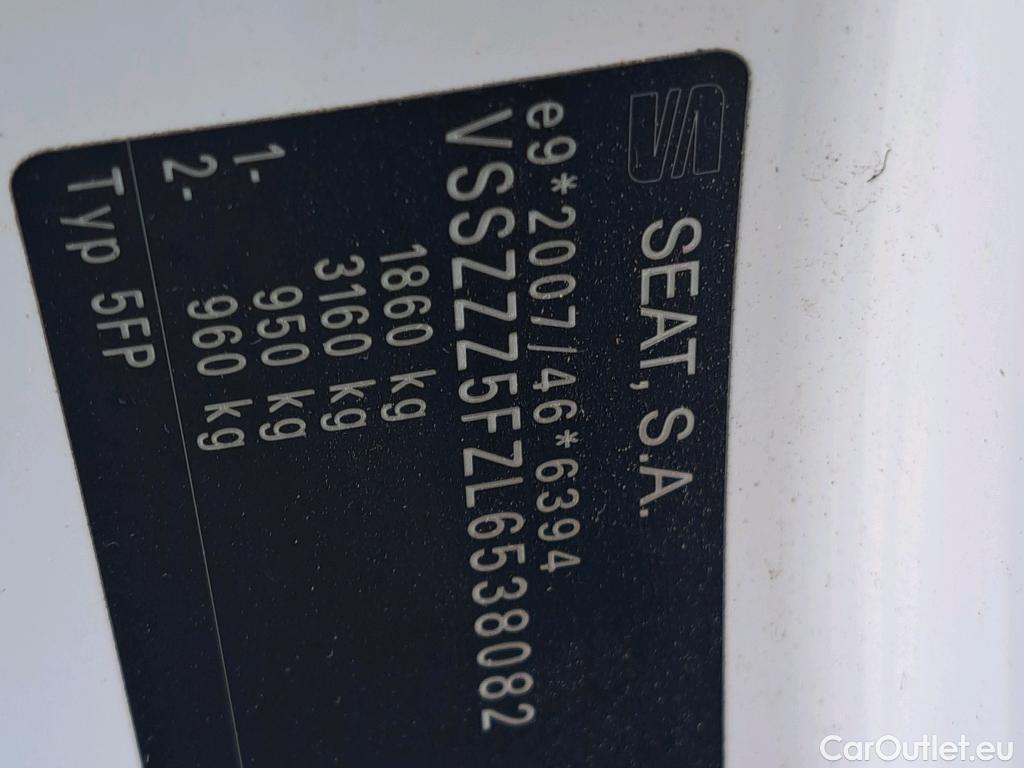 SEAT, S.A.
e9*2007/46*6394
VSSZZZ5FZL6538082
1860 kg
3160 kg
1- 950 kg
2- 960 kg
Typ 5FP
CarOutlet.eu